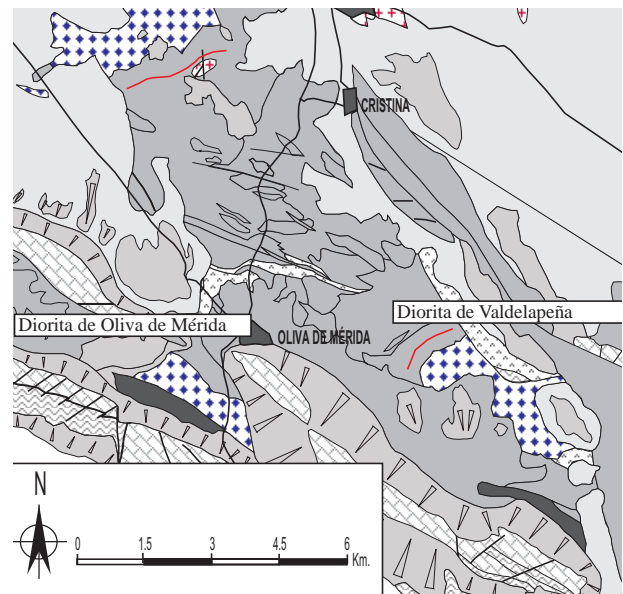 CRISTINA
Diorita de Oliva de Mérida
Diorita de Valdelapeña
OLIVA DE MÉRIDA
N
0 1.5 3 4.5 6
Km.